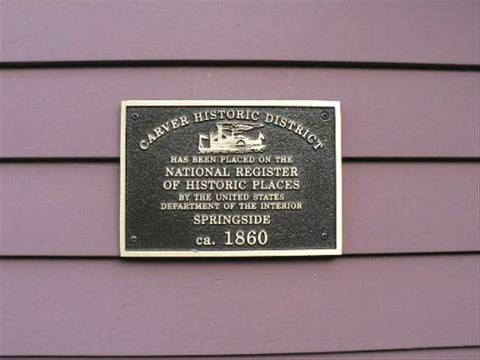 CARVER HISTORIC DISTRICT
HAS BEEN PLACED ON THE
NATIONAL REGISTER
OF HISTORIC PLACES
BY THE UNITED STATES
DEPARTMENT OF THE INTERIOR
SPRINGSIDE
ca. 1860